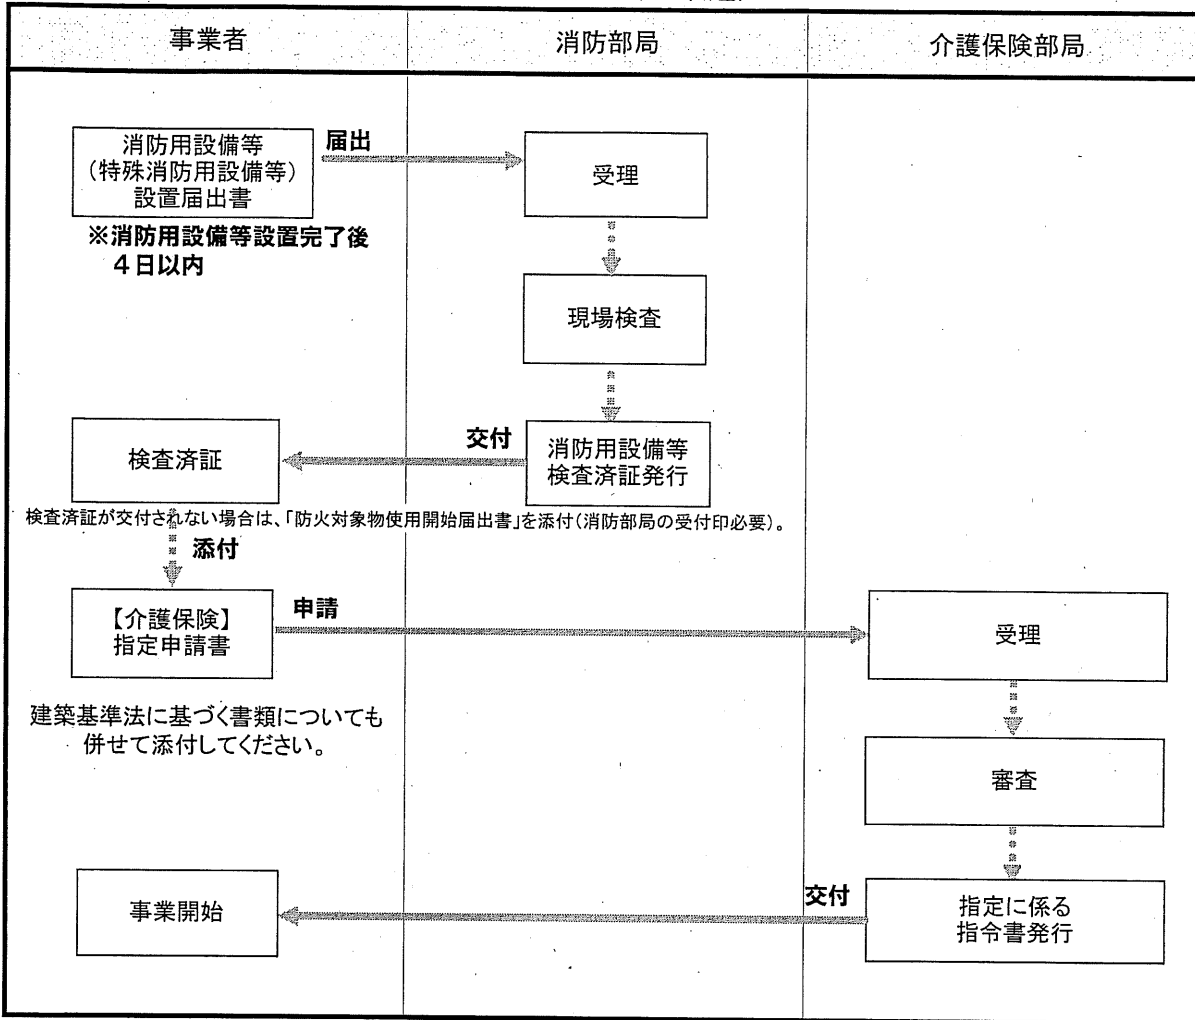 事業者
消防部局
介護保険部局
消防用設備等
（特殊消防用設備等）
設置届出書
届出
受理
※消防用設備等設置完了後
４日以内
現場検査
検査済証
交付
消防用設備等
検査済証発行
検査済証が交付されない場合は、「防火対象物使用開始届出書」を添付(消防部局の受付印必要)。
添付
【介護保険】
指定申請書
申請
受理
建築基準法に基づく書類についても
併せて添付してください。
審査
事業開始
交付
指定に係る
指令書発行